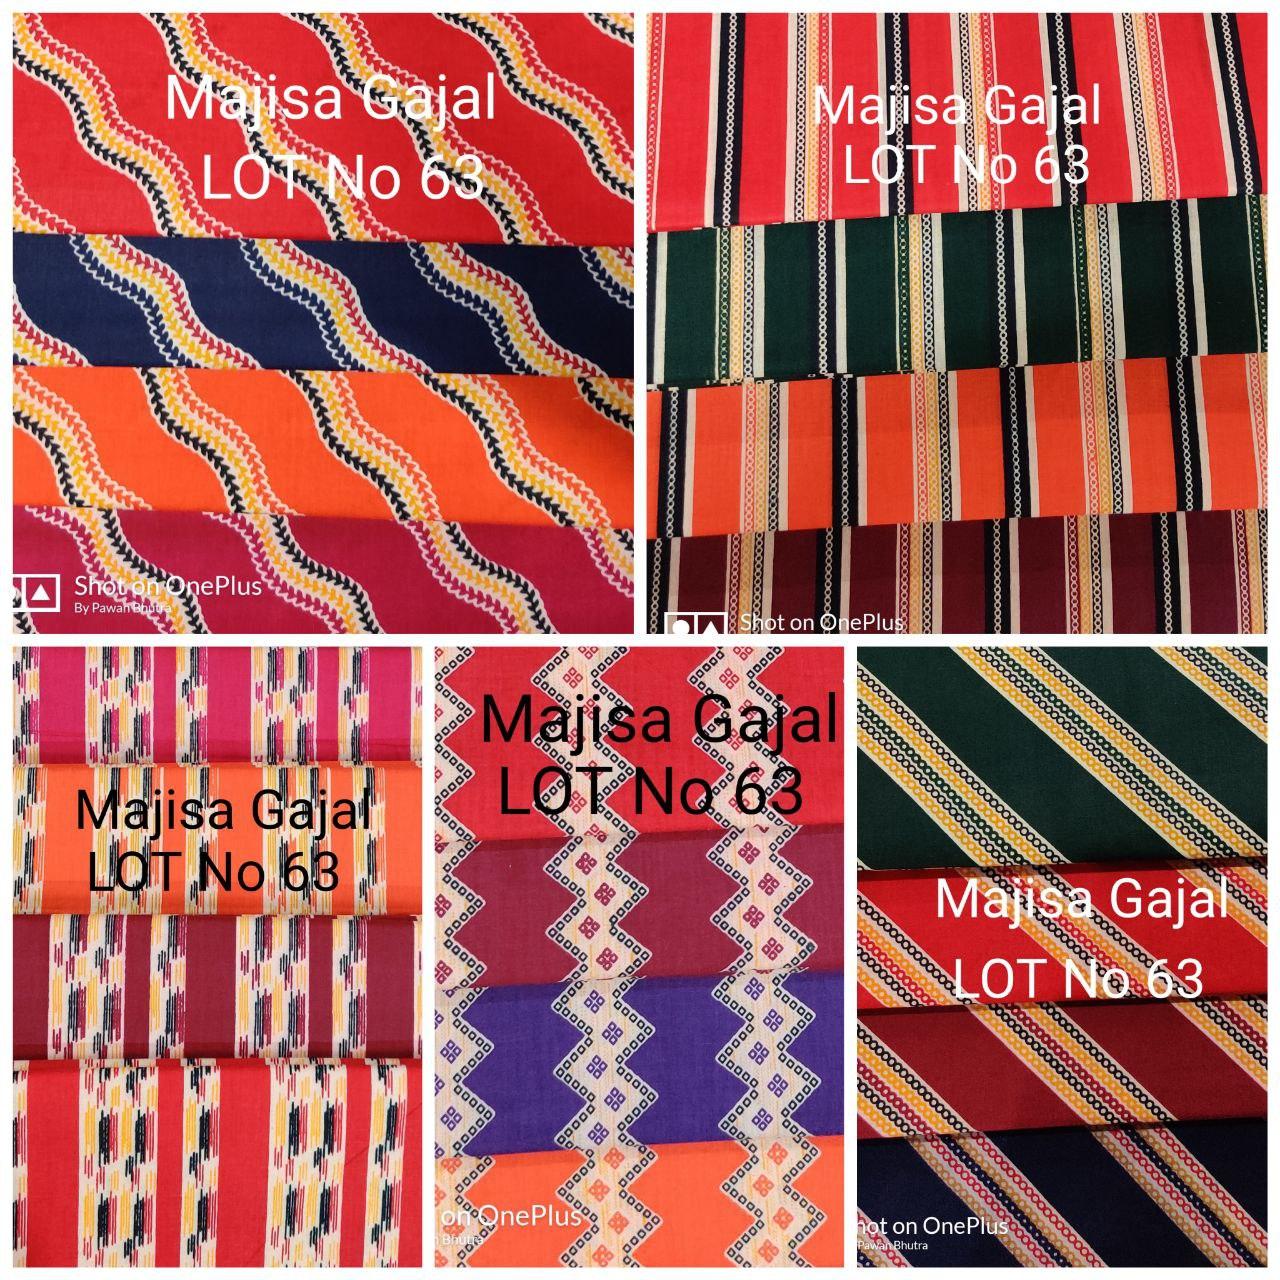 Majisa Gajal
LOT No 63
Shot on OnePlus
By Pawan Bhutra
Majisa Gajal
LOT No 63
Shot on OnePlus
Majisa Gajal
LOT No 63
Majisa Gajal
LOT No 63
on OnePlus
Bhutra
Majisa Gajal
LOT No 63
hot on OnePlus
Pawan Bhutra